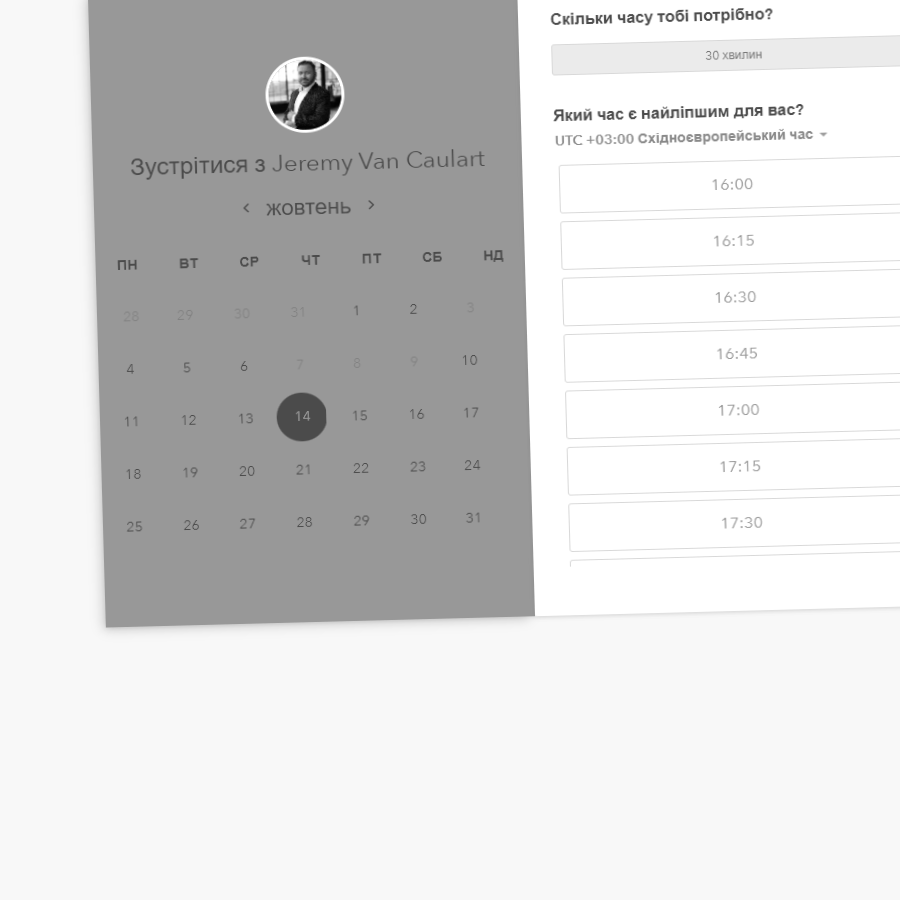 Зустрітися з Jeremy Van Caulart
жовтень
ПН ВТ СР ЧТ ПТ СБ НД
28 29 30 31 1 2 3
4 5 6 7 8 9 10
11 12 13 14 15 16 17
18 19 20 21 22 23 24
25 26 27 28 29 30 31
Скільки часу тобі потрібно?
30 хвилин
Який час є найліпшим для вас?
UTC +03:00 Східноєвропейський час
16:00
16:15
16:30
16:45
17:00
17:15
17:30